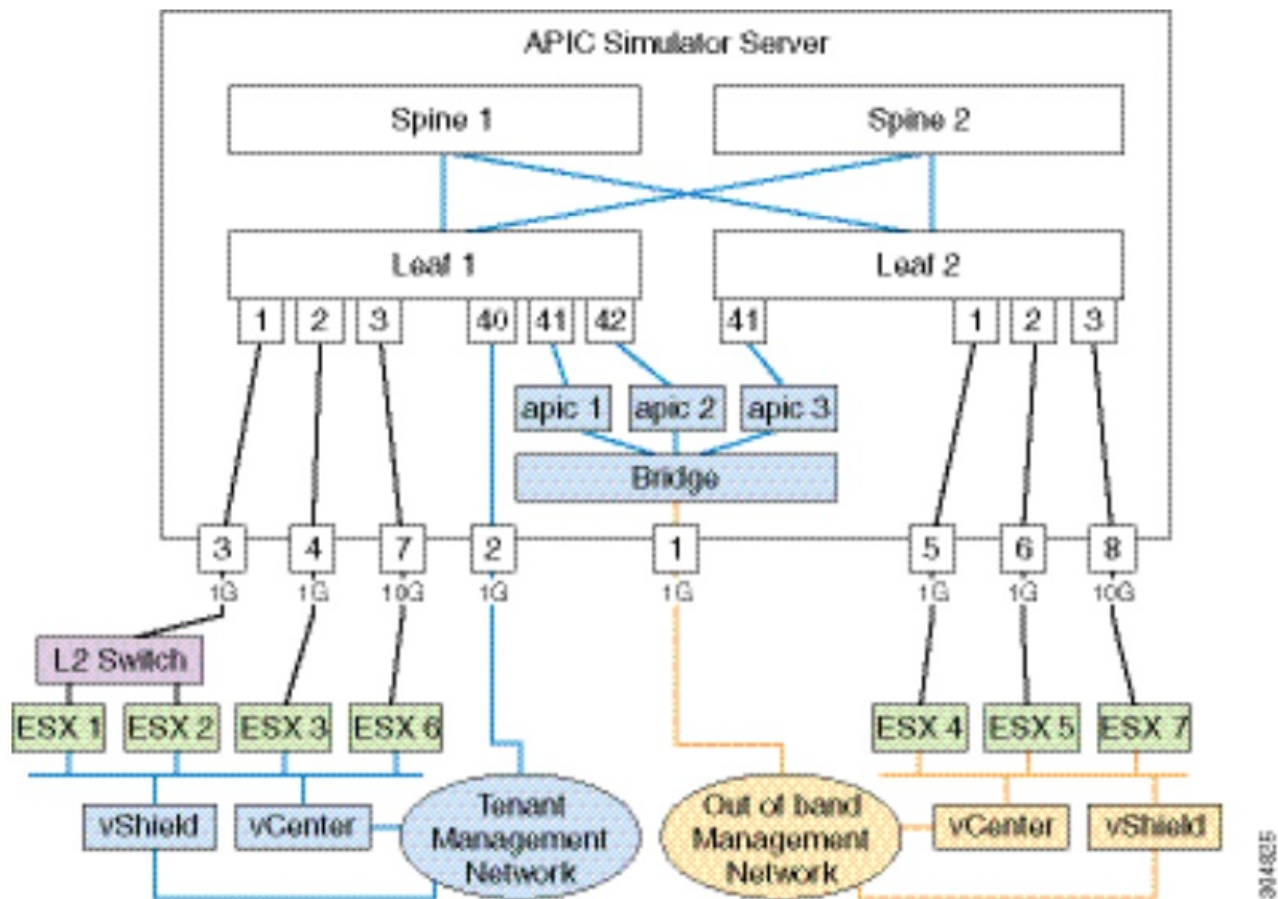 APIC Simulator Server
Spine 1
Spine 2
Leaf 1
Leaf 2
1 2 3 40 41 42 41 1 2 3
apic 1 apic 2 apic 3
Bridge
3 4 7 2 1 5 6 8
1G 1G 10G 1G 1G 1G 1G 10G
L2 Switch
ESX 1 ESX 2 ESX 3 ESX 6 ESX 4 ESX 5 ESX 7
vShield
vCenter
Tenant
Management
Network
Out of band
Management
Network
vCenter
vShield